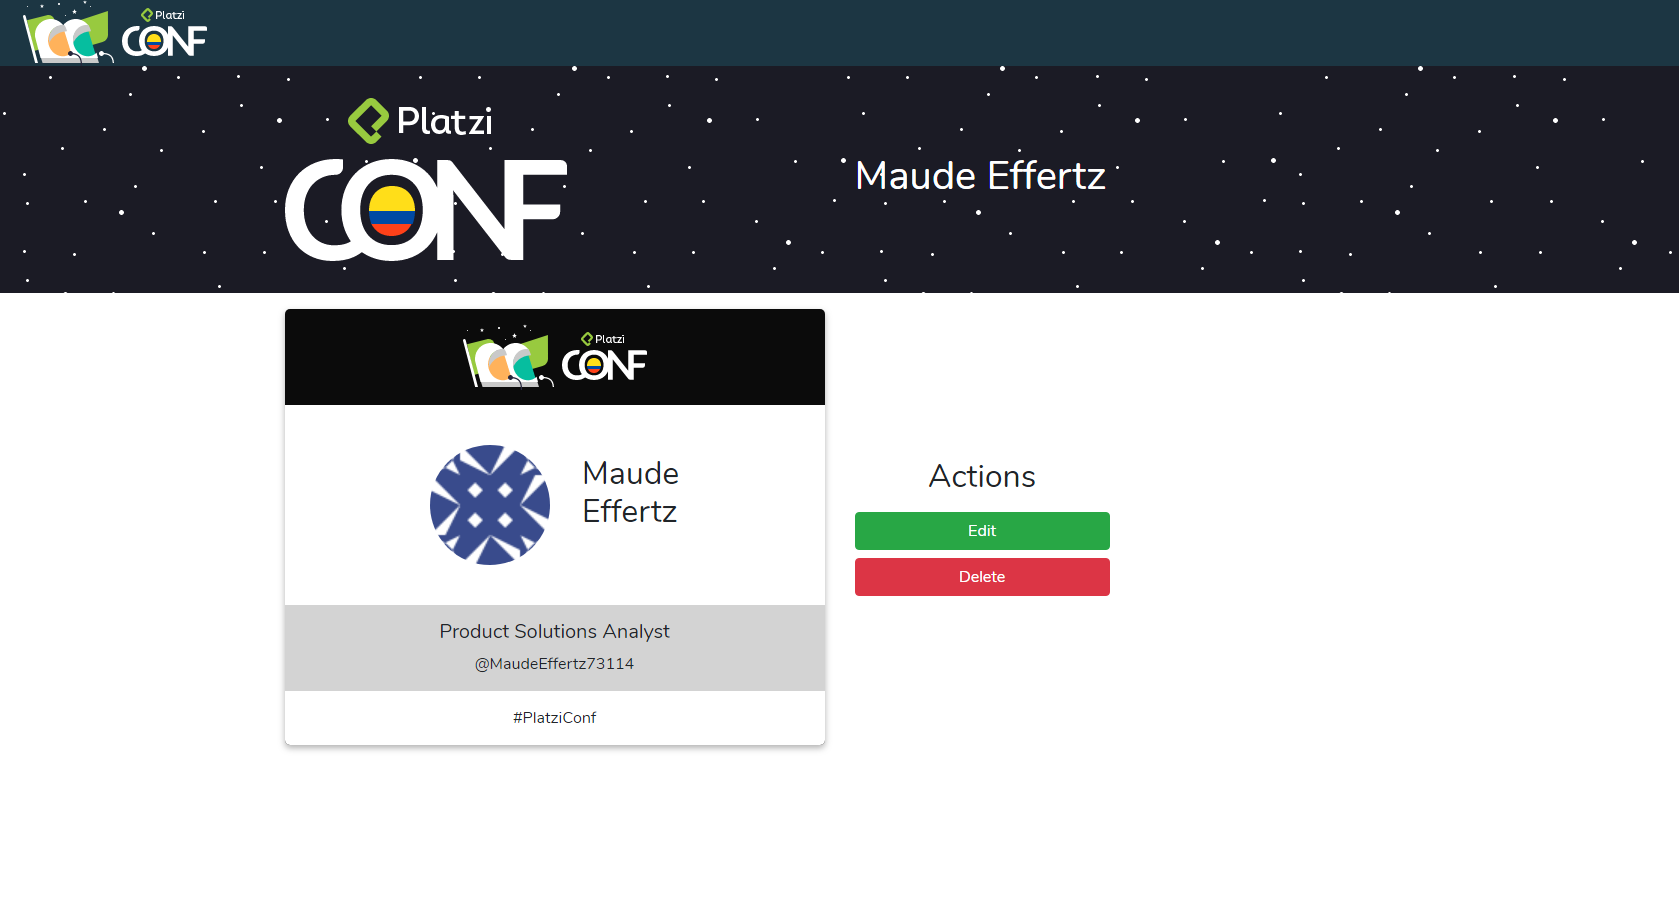 Platzi
CONF
Platzi
CONF
Maude Effertz
Platzi
CONF
Maude
Effertz
Product Solutions Analyst
@MaudeEffertz73114
#PlatziConf
Actions
Edit
Delete